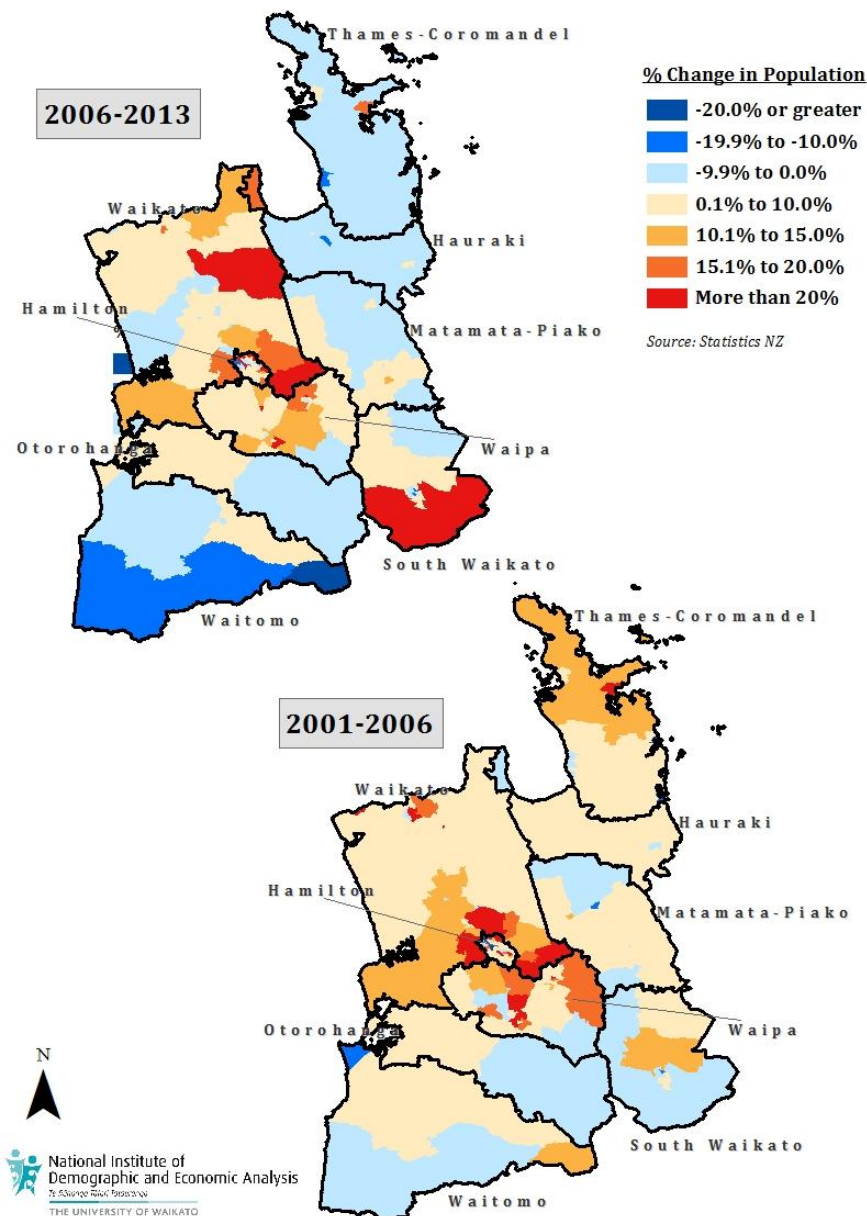 Thames-Coromandel
2006-2013
% Change in Population
-20.0% or greater
-19.9% to -10.0%
-9.9% to 0.0%
0.1% to 10.0%
10.1% to 15.0%
15.1% to 20.0%
More than 20%
Source: Statistics NZ
Waikato
Hauraki
Hamilton
Matamata-Piako
Otorohanga
Waipa
South Waikato
Waitomo
Thames-Coromandel
2001-2006
Waikato
Hauraki
Hamilton
Matamata-Piako
Otorohanga
Waipa
South Waikato
Waitomo
N
National Institute of
Demographic and Economic Analysis
THE UNIVERSITY OF WAIKATO